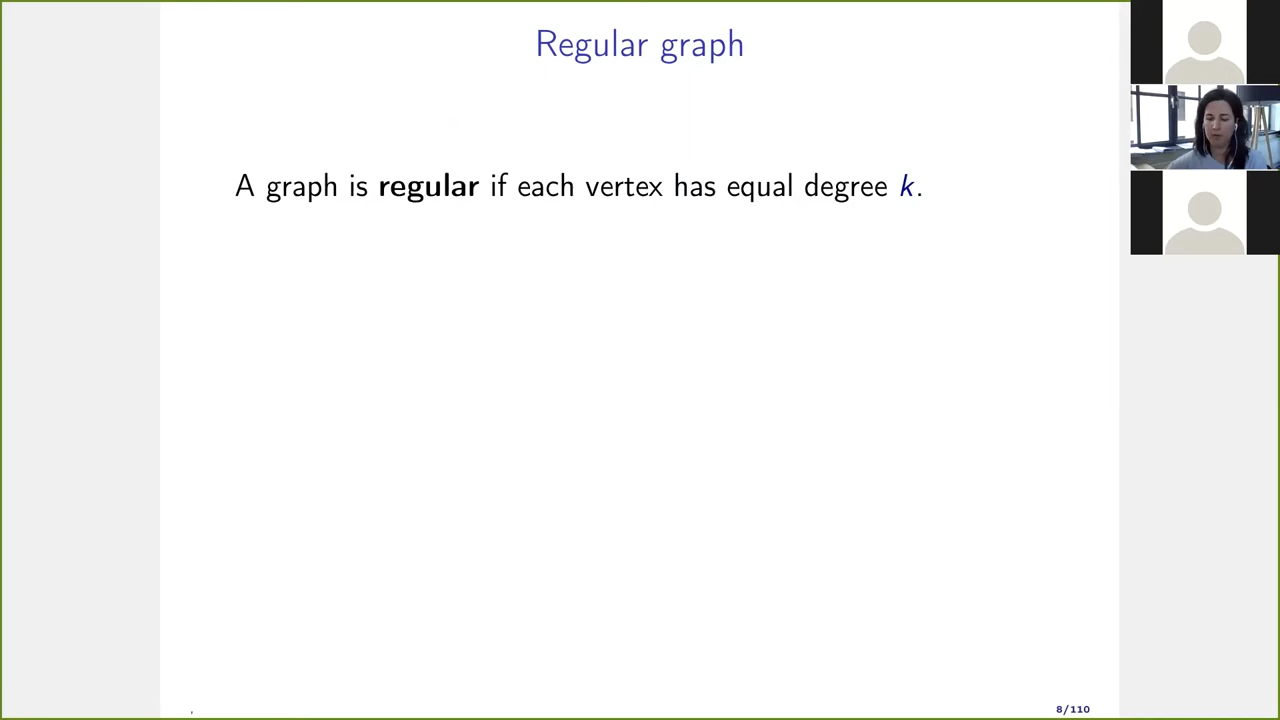 Regular graph
A graph is regular if each vertex has equal degree k.
,
8/110